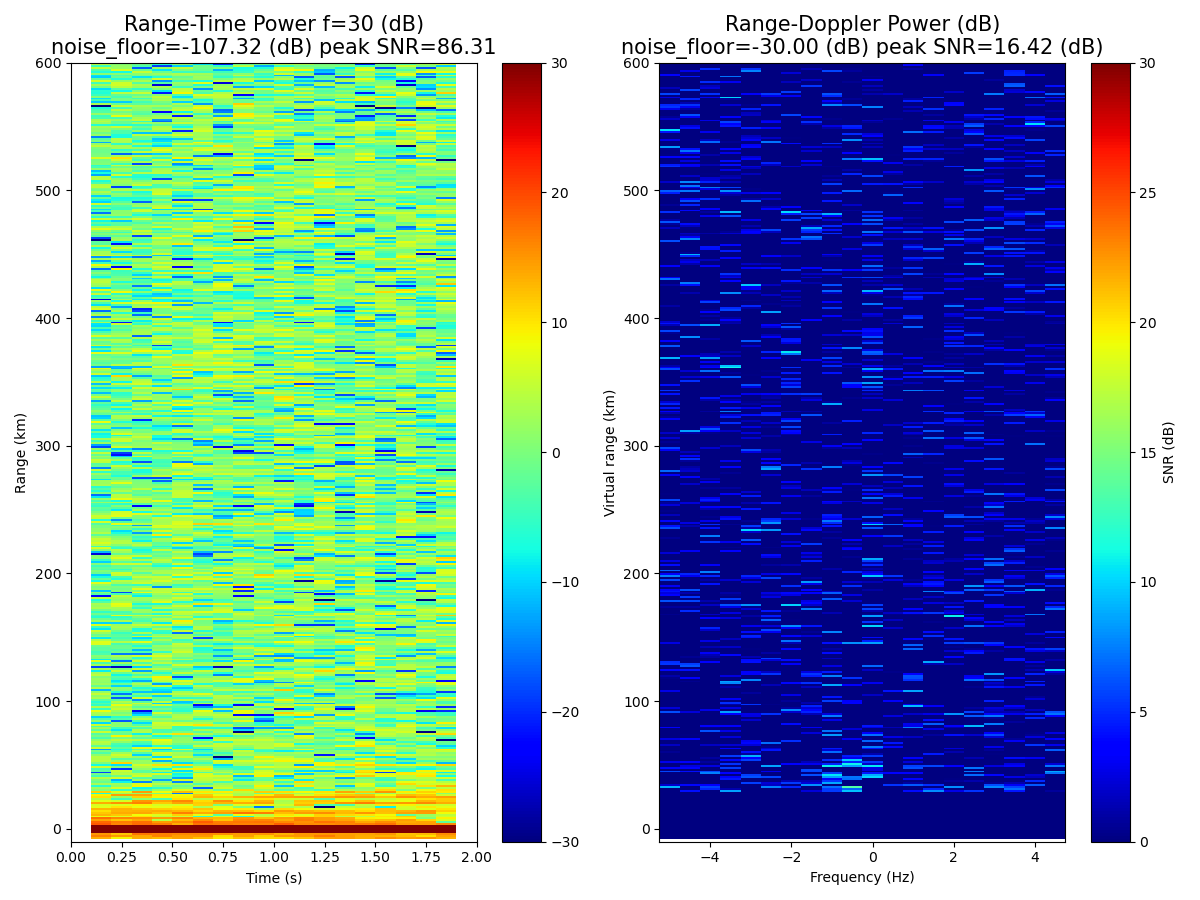 Range-Time Power f=30 (dB)
noise_floor=-107.32 (dB) peak SNR=86.31
Range-Doppler Power (dB)
noise_floor=-30.00 (dB) peak SNR=16.42 (dB)
600
500
400
300
200
100
0
Range (km)
0.00 0.25 0.50 0.75 1.00 1.25 1.50 1.75 2.00
Time (s)
30
20
10
0
−10
−20
−30
600
500
400
300
200
100
0
Virtual range (km)
−4 −2 0 2 4
Frequency (Hz)
30
25
20
15
10
5
0
SNR (dB)